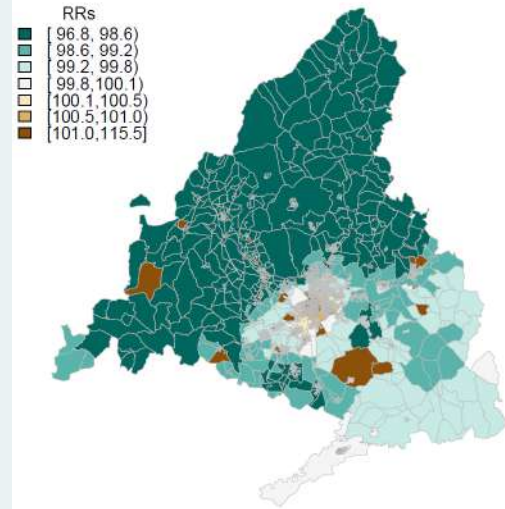 RRs
[ 96.8, 98.6)
[ 98.6, 99.2)
[ 99.2, 99.8)
[ 99.8,100.1)
[100.1,100.5)
[100.5,101.0)
[101.0,115.5]